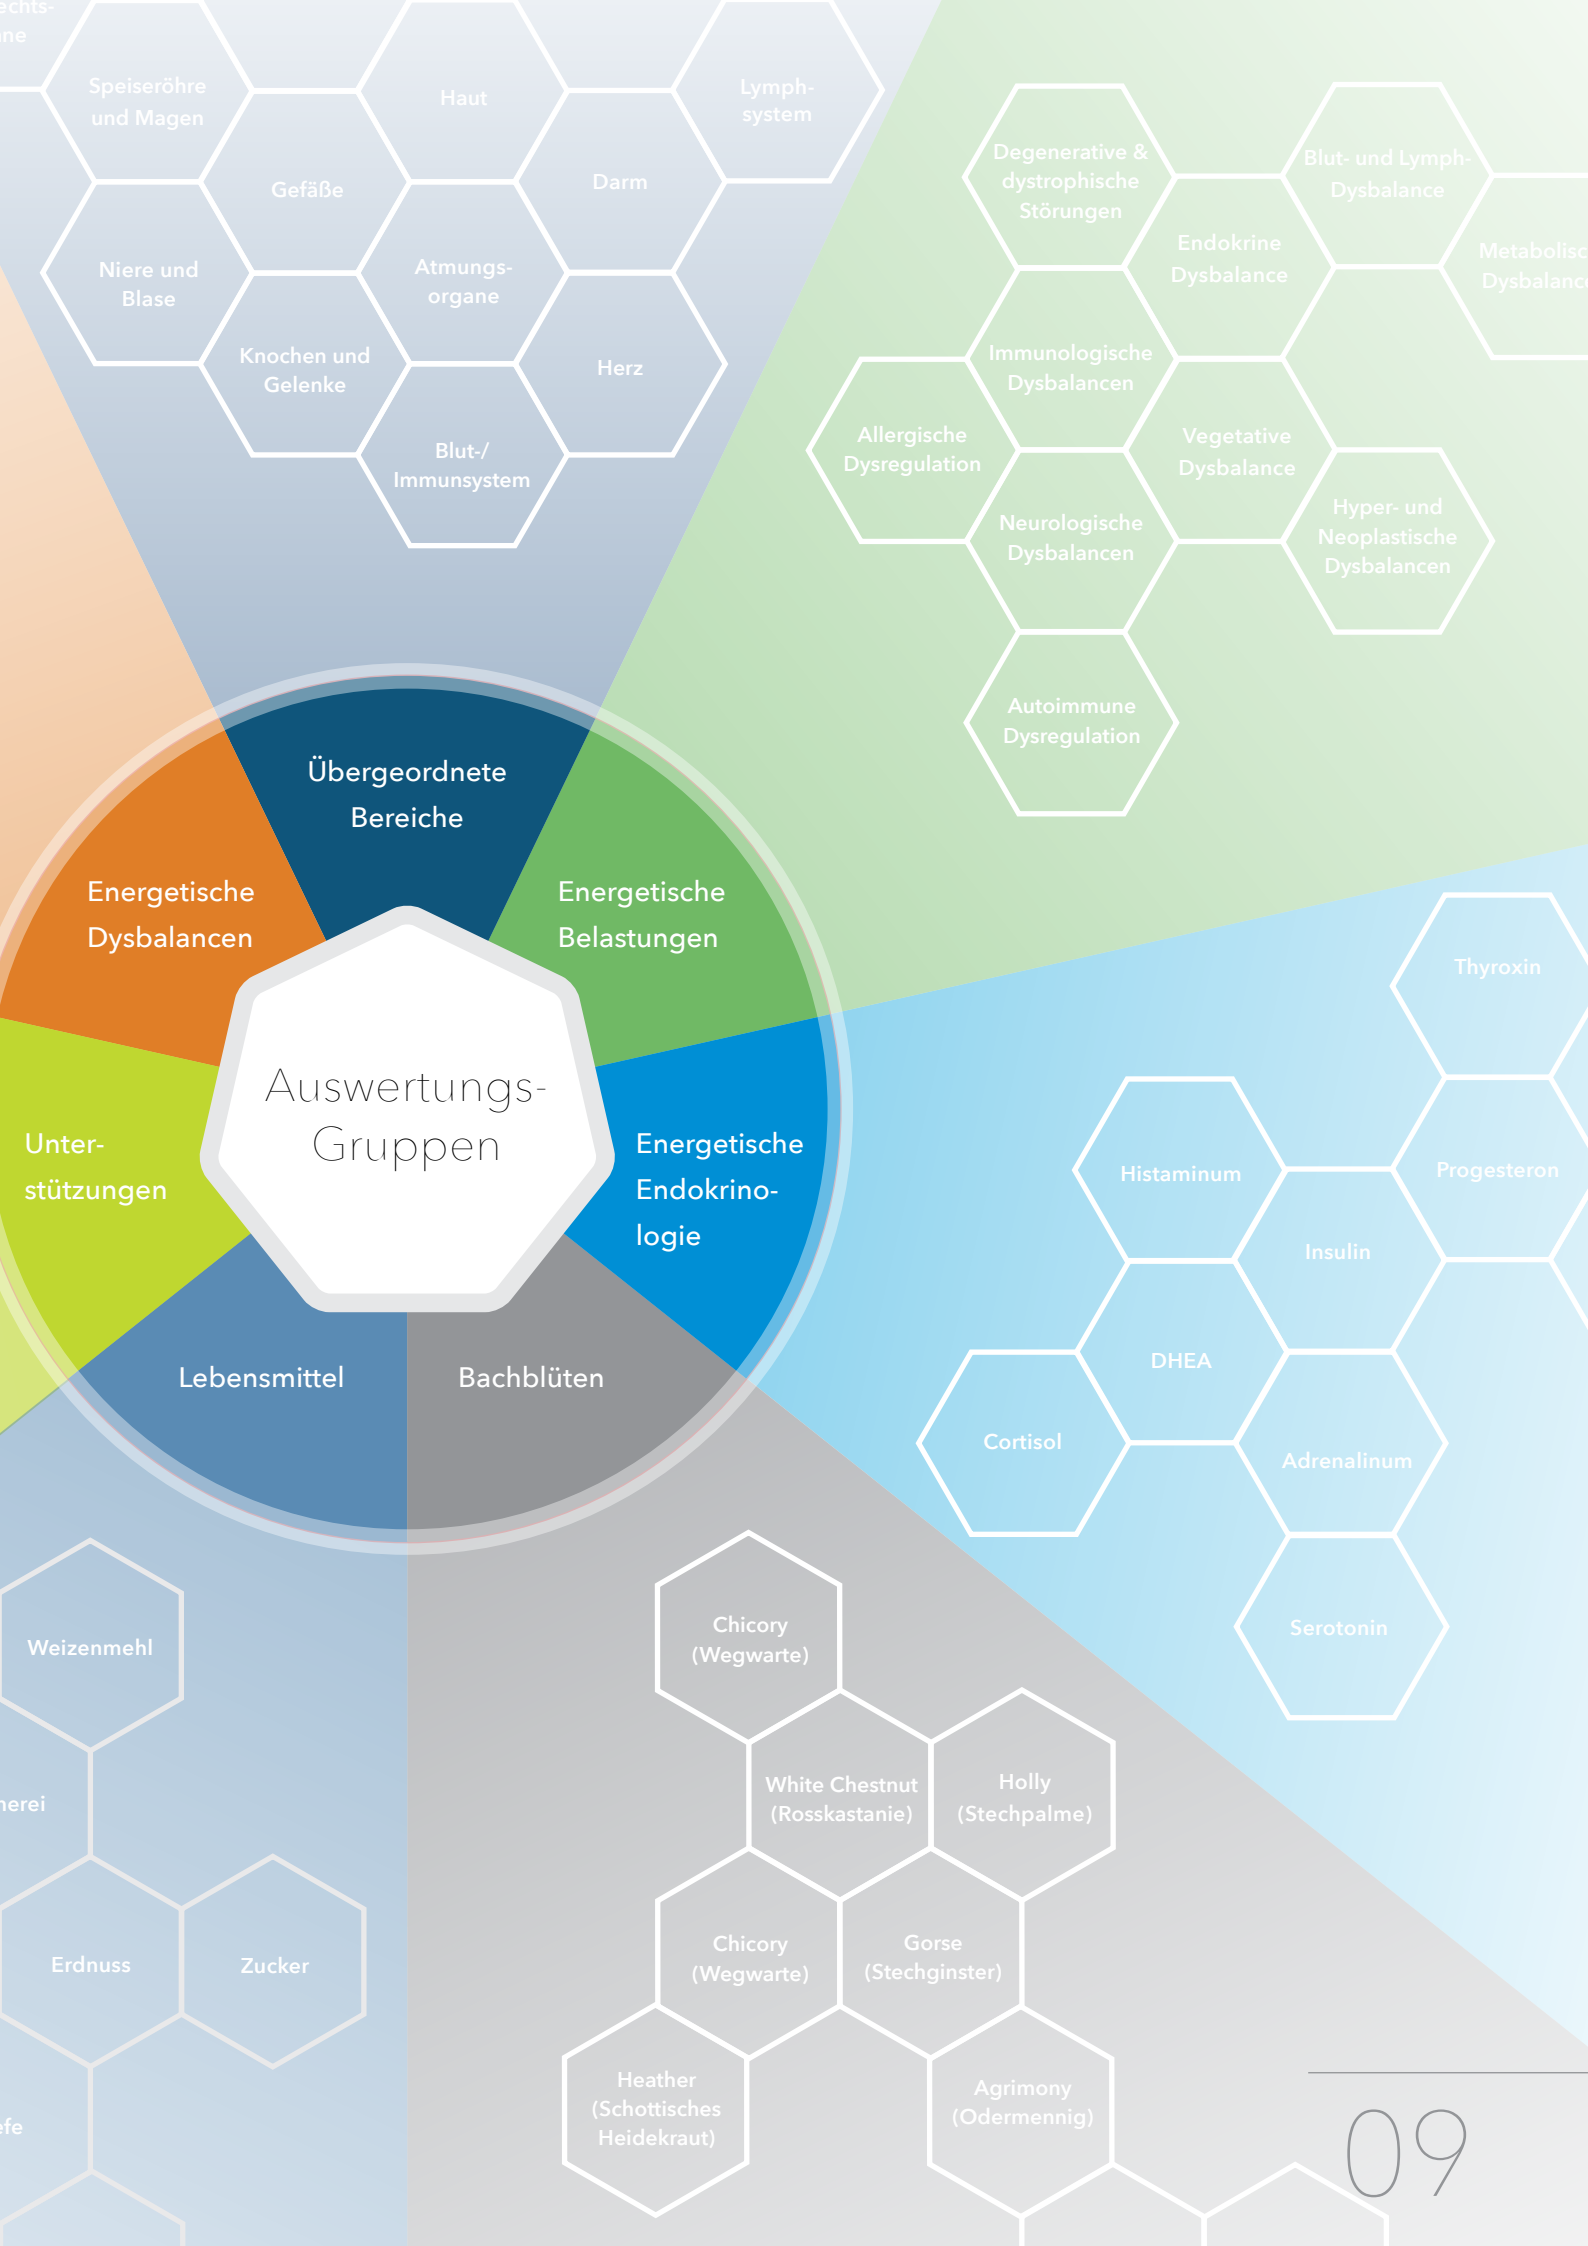 Speiseröhre
und Magen
Haut
Lymph-
system
Gefäße
Darm
Niere und
Blase
Atmungs-
organe
Knochen und
Gelenke
Herz
Blut-/
Immunsystem
Degenerative &
dystrophische
Störungen
Blut- und Lymph-
Dysbalance
Endokrine
Dysbalance
Immunologische
Dysbalancen
Allergische
Dysregulation
Vegetative
Dysbalance
Neurologische
Dysbalancen
Hyper- und
Neoplastische
Dysbalancen
Autoimmune
Dysregulation
Übergeordnete
Bereiche
Energetische
Dysbalancen
Energetische
Belastungen
Auswertungs-
Gruppen
Unter-
stützungen
Energetische
Endokrino-
logie
Lebensmittel
Bachblüten
Thyroxin
Histaminum
Progesteron
Insulin
DHEA
Cortisol
Adrenalinum
Serotonin
Weizenmehl
Erdnuss
Zucker
Chicory
(Wegwarte)
White Chestnut
(Rosskastanie)
Holly
(Stechpalme)
Chicory
(Wegwarte)
Gorse
(Stechginster)
Heather
(Schottisches
Heidekraut)
Agrimony
(Odermennig)
09